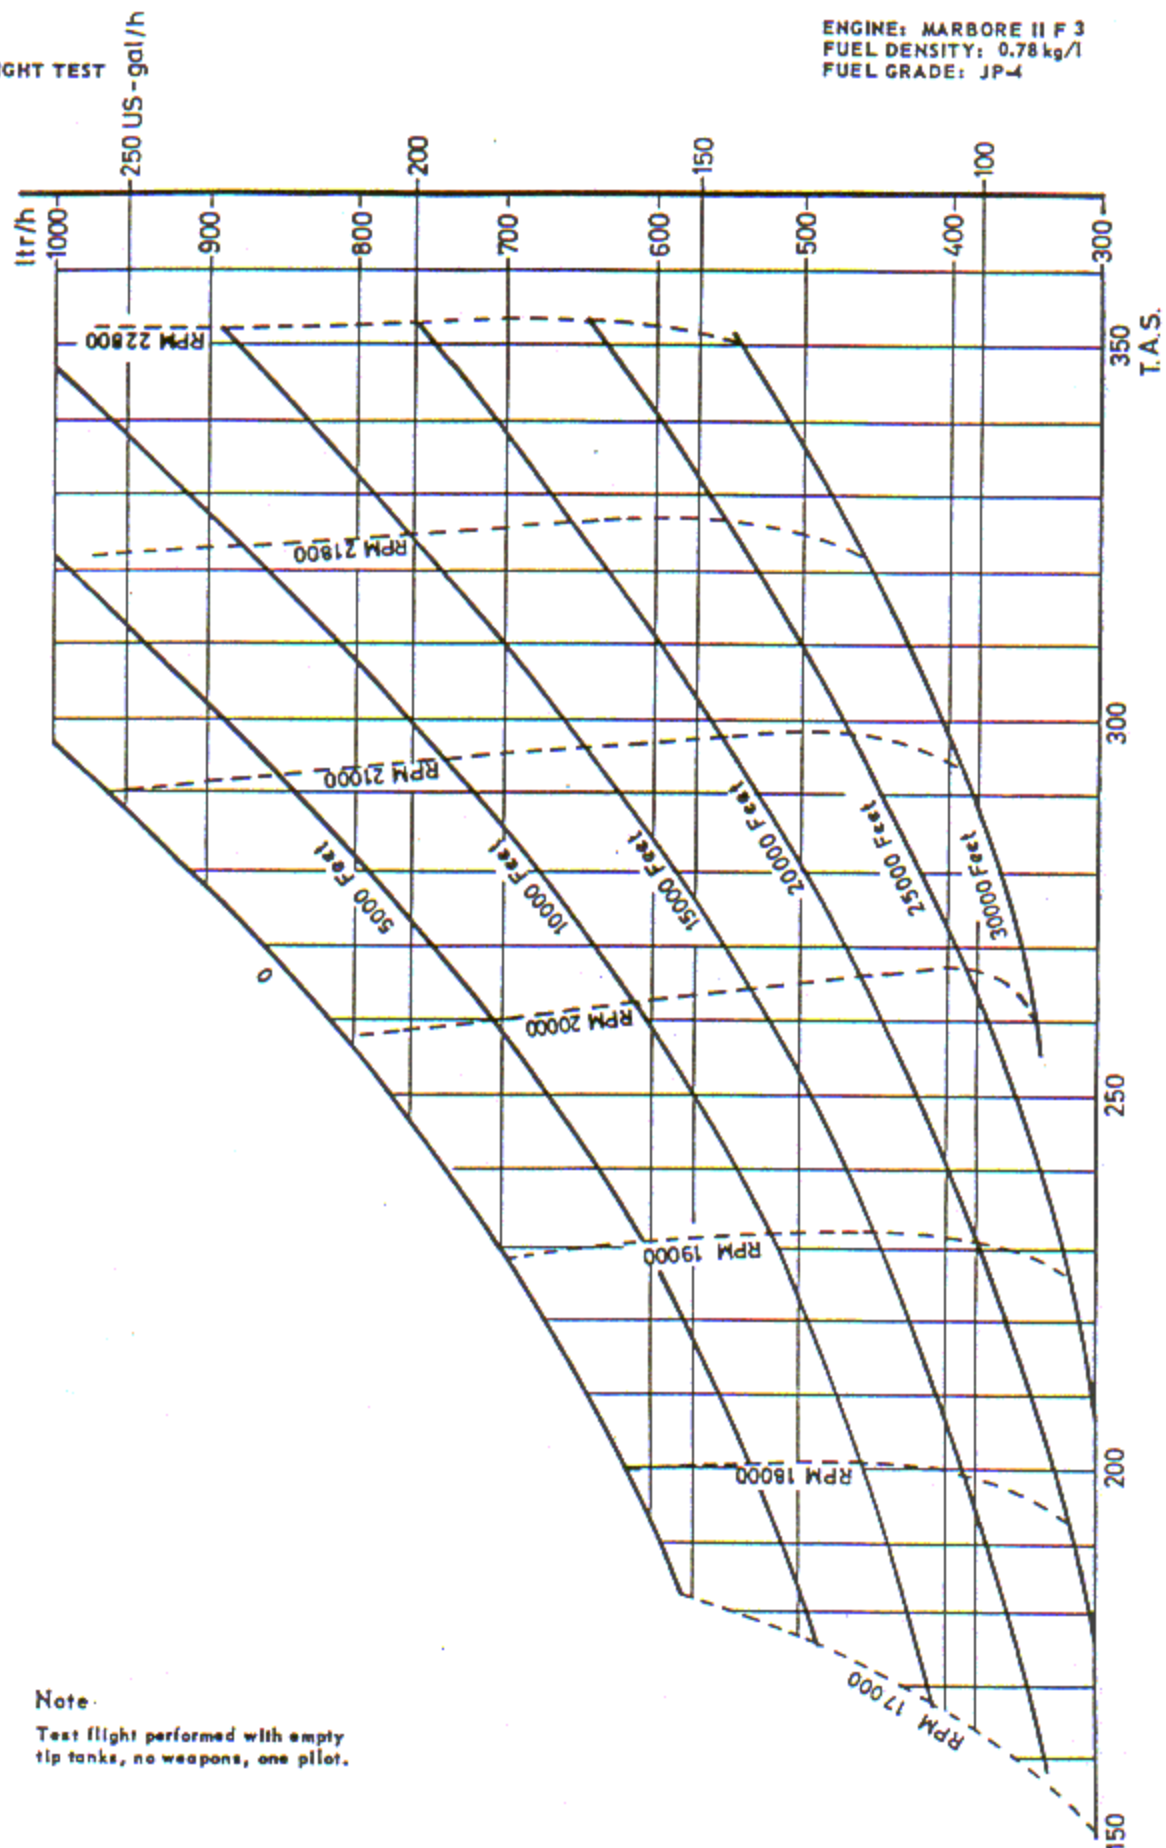 GHT TEST
ENGINE: MARBORE II F 3
FUEL DENSITY: 0.78 kg/l
FUEL GRADE: JP-4
250 US-gal/h
200
150
100
ltr/h
1000
900
800
700
600
500
400
300
RPM 22800
RPM 21800
RPM 21000
RPM 20000
RPM 19000
RPM 18000
RPM 17000
0
5000 Feet
10000 Feet
15000 Feet
20000 Feet
25000 Feet
30000 Feet
350
T.A.S.
300
250
200
150
Note
Test flight performed with empty
tip tanks, no weapons, one pilot.